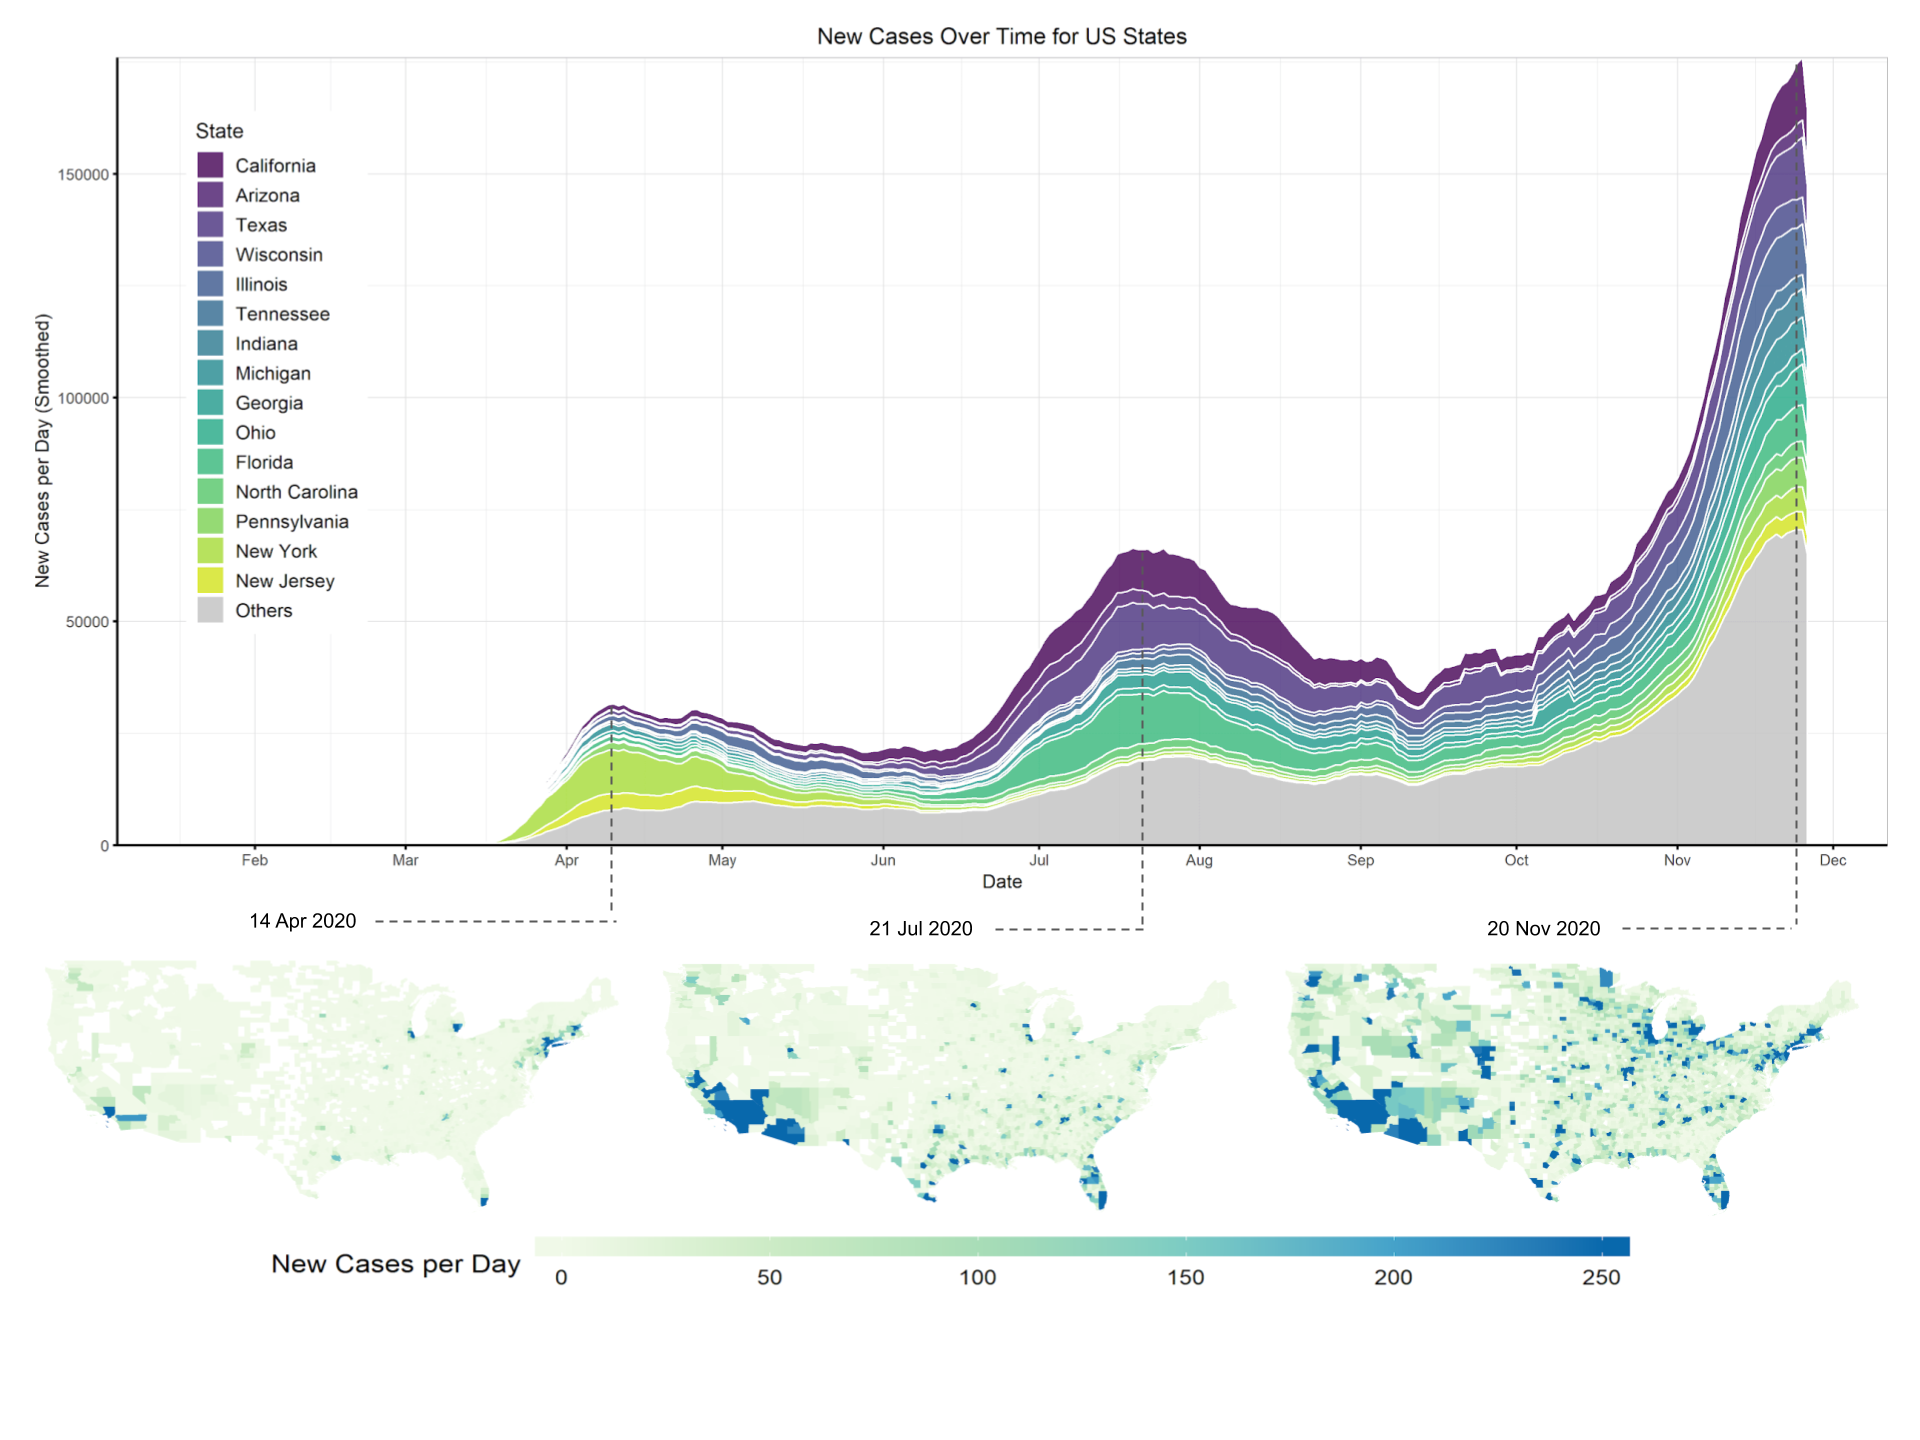 New Cases Over Time for US States
New Cases per Day (Smoothed)
150000
100000
50000
0
State
California
Arizona
Texas
Wisconsin
Illinois
Tennessee
Indiana
Michigan
Georgia
Ohio
Florida
North Carolina
Pennsylvania
New York
New Jersey
Others
Feb Mar Apr May Jun Jul Aug Sep Oct Nov Dec
Date
14 Apr 2020
21 Jul 2020
20 Nov 2020
New Cases per Day
0 50 100 150 200 250